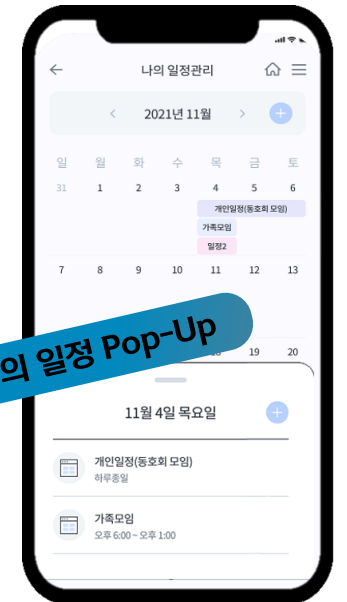 나의 일정관리
2021년 11월
일 월 화 수 목 금 토
31 1 2 3 4 5 6
개인일정(동호회 모임)
가족모임
일정2
7 8 9 10 11 12 13
의 일정 Pop-Up
19 20
11월 4일 목요일
개인일정(동호회 모임)
하루종일
가족모임
오후 6:00 ~ 오후 1:00